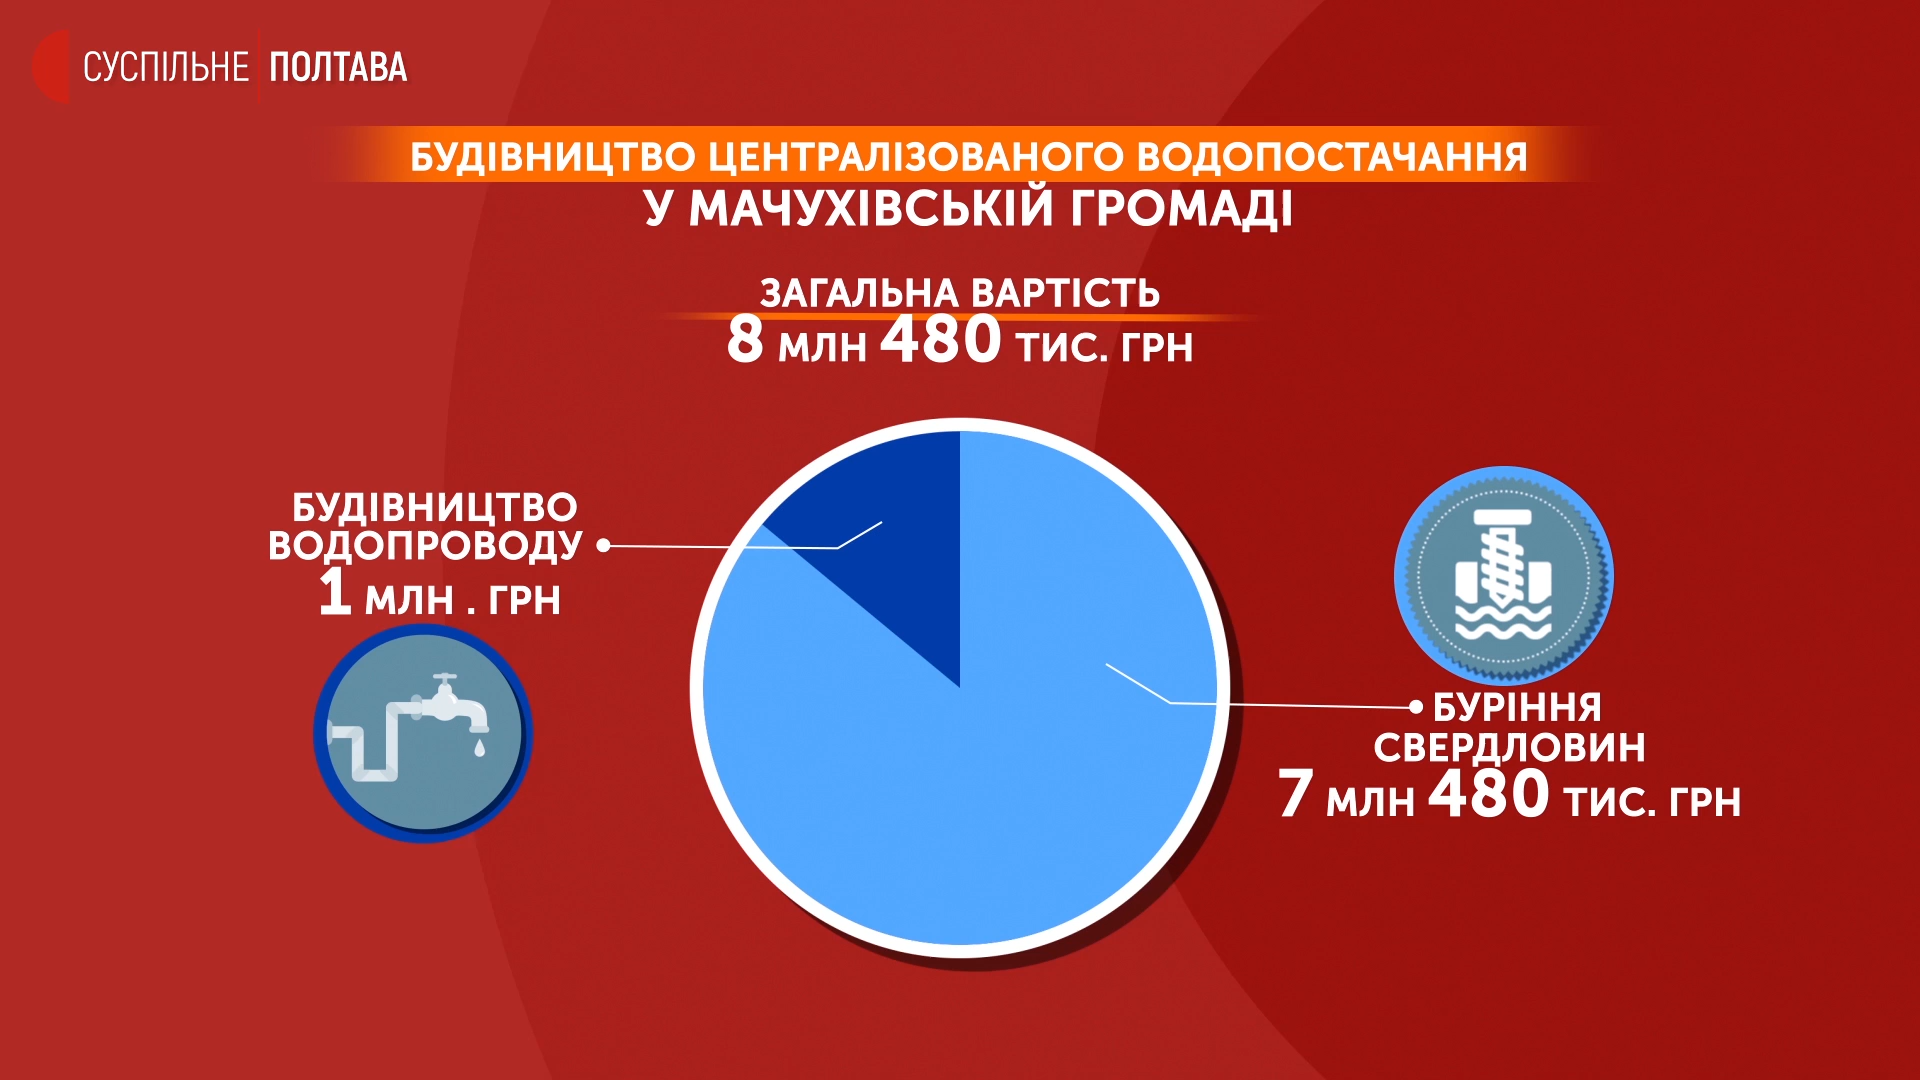 СУСПІЛЬНЕ ПОЛТАВА
БУДІВНИЦТВО ЦЕНТРАЛІЗОВАНОГО ВОДОПОСТАЧАННЯ
У МАЧУХІВСЬКІЙ ГРОМАДІ
ЗАГАЛЬНА ВАРТІСТЬ
8 МЛН 480 ТИС. ГРН
БУДІВНИЦТВО
ВОДОПРОВОДУ
1 МЛН . ГРН
БУРІННЯ
СВЕРДЛОВИН
7 МЛН 480 ТИС. ГРН